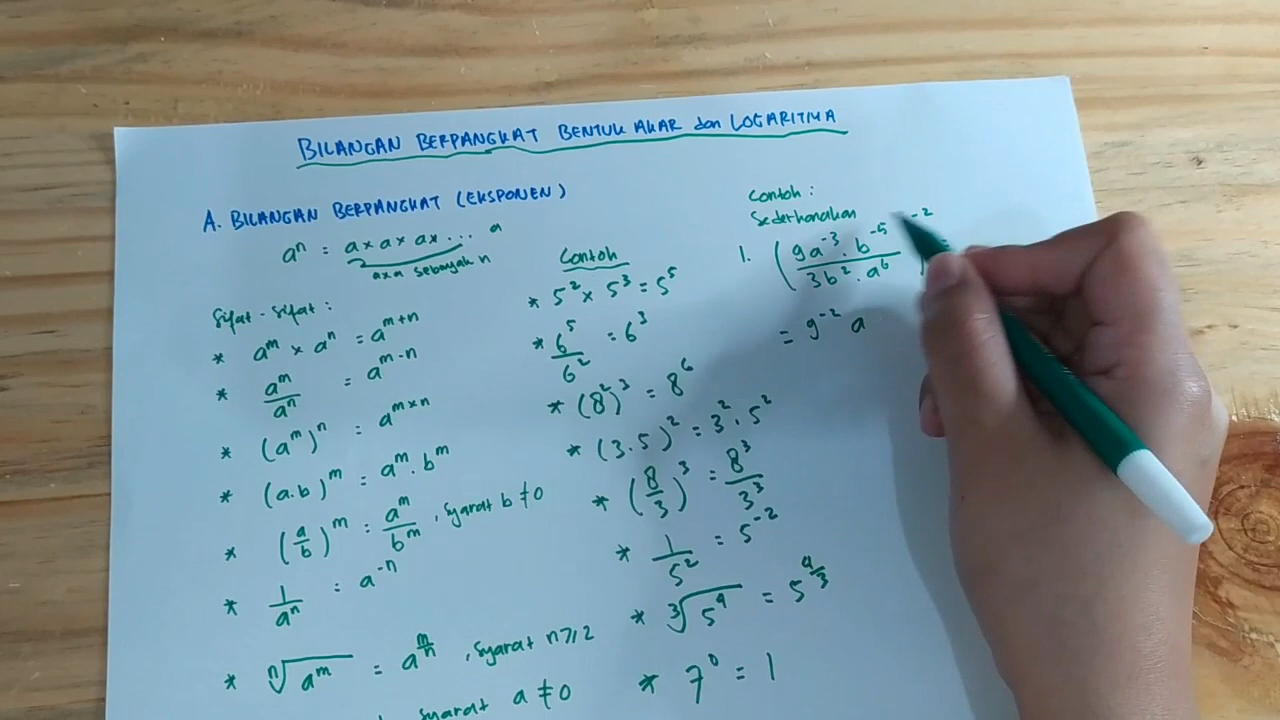 BILANGAN BERPANGKAT BENTUK AKAR dan LOGARITMA
A. BILANGAN BERPANGKAT (EKSPONEN)
aⁿ = a x a x ax ... a
axa sebanyak n
Sifat-sifat :
* aᵐ x aⁿ = aᵐ⁺ⁿ
* aᵐ/aⁿ = aᵐ⁻ⁿ
* (aᵐ)ⁿ = aᵐˣⁿ
* (a.b)ᵐ = aᵐ.bᵐ
* (a/b)ᵐ = aᵐ/bᵐ , syarat b≠0
* 1/aⁿ = a⁻ⁿ
* ⁿ√aᵐ = a^(m/n) , syarat n≥2
syarat a≠0
Contoh
* 5² x 5³ = 5⁵
* 6⁵/6² = 6³
* (8²)³ = 8⁶
* (3.5)² = 3².5²
* (8/3)³ = 8³/3³
* 1/5² = 5⁻²
* ³√5⁴ = 5^(4/3)
* 7⁰ = 1
Contoh :
Sederhanakan
1. (9a⁻³.b⁻⁵/3b².a⁶)⁻²
= 9⁻² a